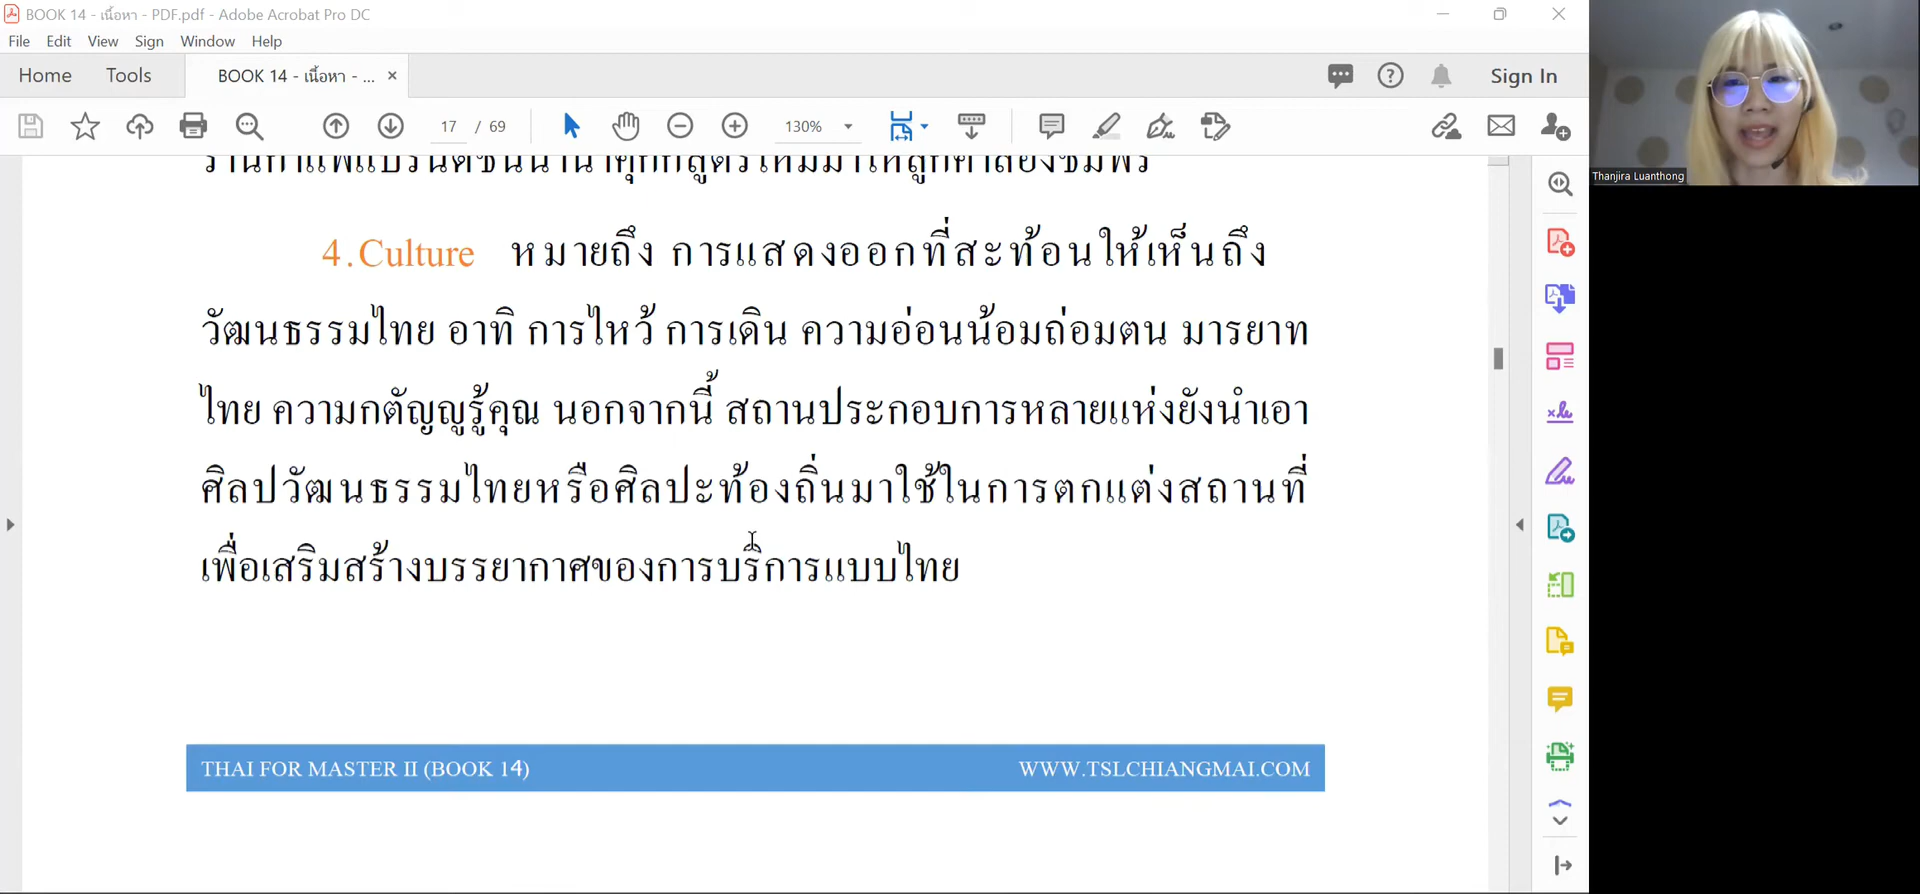 BOOK 14 - เนื้อหา - PDF.pdf - Adobe Acrobat Pro DC
File Edit View Sign Window Help
Home Tools BOOK 14 - เนื้อหา - ... × Sign In
17 / 69 130%
Thanjira Luanthong
4.Culture หมายถึง การแสดงออกที่สะท้อนให้เห็นถึง
วัฒนธรรมไทย อาทิ การไหว้ การเดิน ความอ่อนน้อมถ่อมตน มารยาท
ไทย ความกตัญญูรู้คุณ นอกจากนี้ สถานประกอบการหลายแห่งยังนำเอา
ศิลปวัฒนธรรมไทยหรือศิลปะท้องถิ่นมาใช้ในการตกแต่งสถานที่
เพื่อเสริมสร้างบรรยากาศของการบริการแบบไทย
THAI FOR MASTER II (BOOK 14) WWW.TSLCHIANGMAI.COM